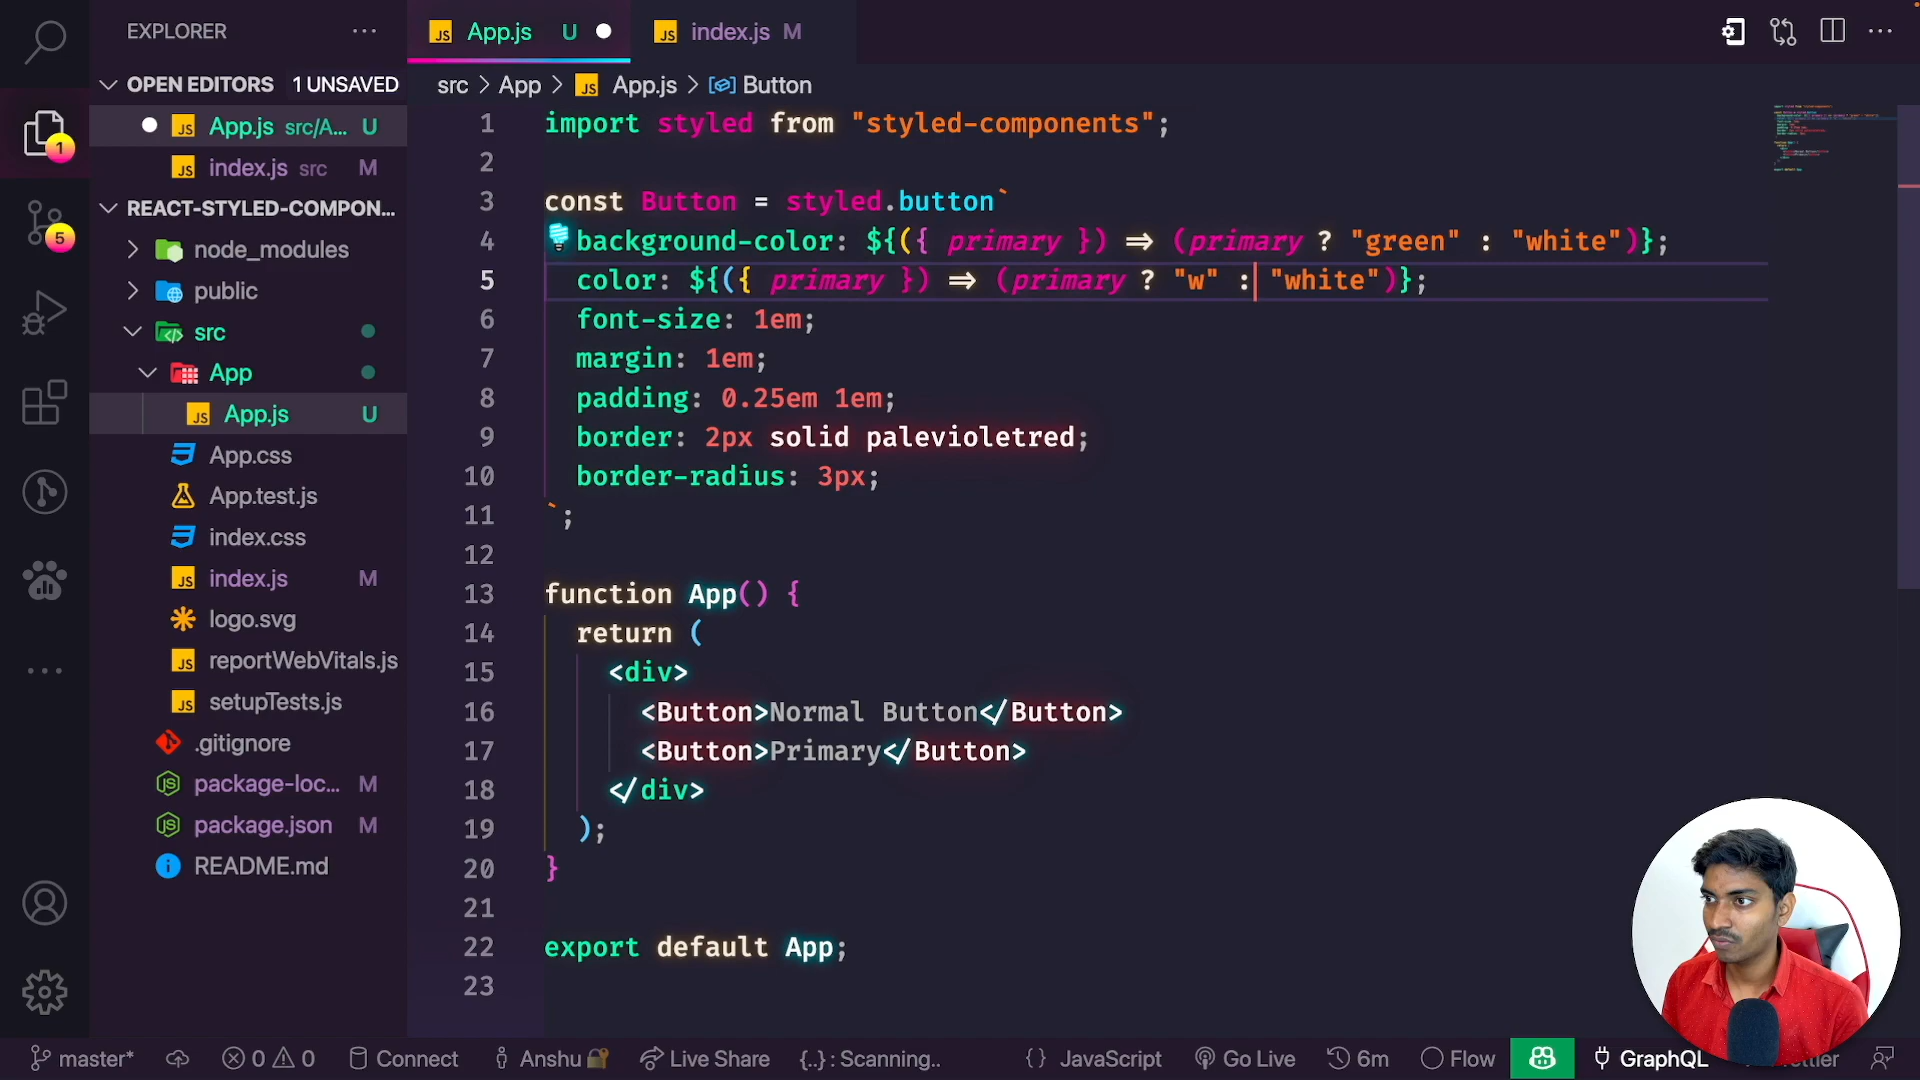 EXPLORER
OPEN EDITORS 1 UNSAVED
App.js src/A... U
index.js src M
REACT-STYLED-COMPON...
node_modules
public
src
App
App.js U
App.css
App.test.js
index.css
index.js M
logo.svg
reportWebVitals.js
setupTests.js
.gitignore
package-loc... M
package.json M
README.md
1
5
App.js U
index.js M
src > App > App.js > Button
1 import styled from "styled-components";
2
3 const Button = styled.button`
4 background-color: ${({ primary }) => (primary ? "green" : "white")};
5 color: ${({ primary }) => (primary ? "w" : "white")};
6 font-size: 1em;
7 margin: 1em;
8 padding: 0.25em 1em;
9 border: 2px solid palevioletred;
10 border-radius: 3px;
11 `;
12
13 function App() {
14 return (
15 <div>
16 <Button>Normal Button</Button>
17 <Button>Primary</Button>
18 </div>
19 );
20 }
21
22 export default App;
23
master* 0 0 Connect Anshu Live Share {..}: Scanning.. {} JavaScript Go Live 6m Flow GraphQL